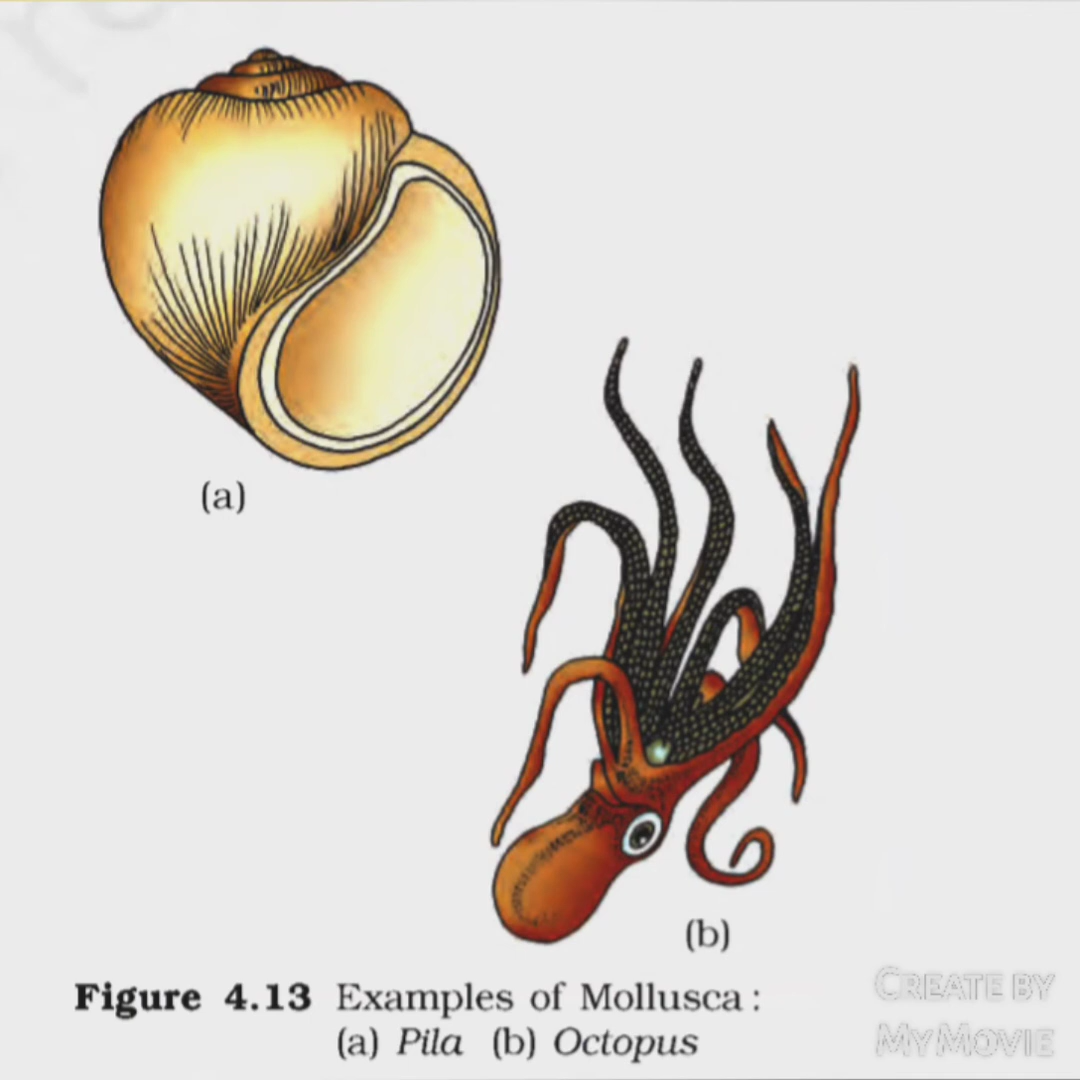 (a)
(b)
Figure 4.13 Examples of Mollusca :
(a) Pila (b) Octopus
CREATE BY
MYMOVIE